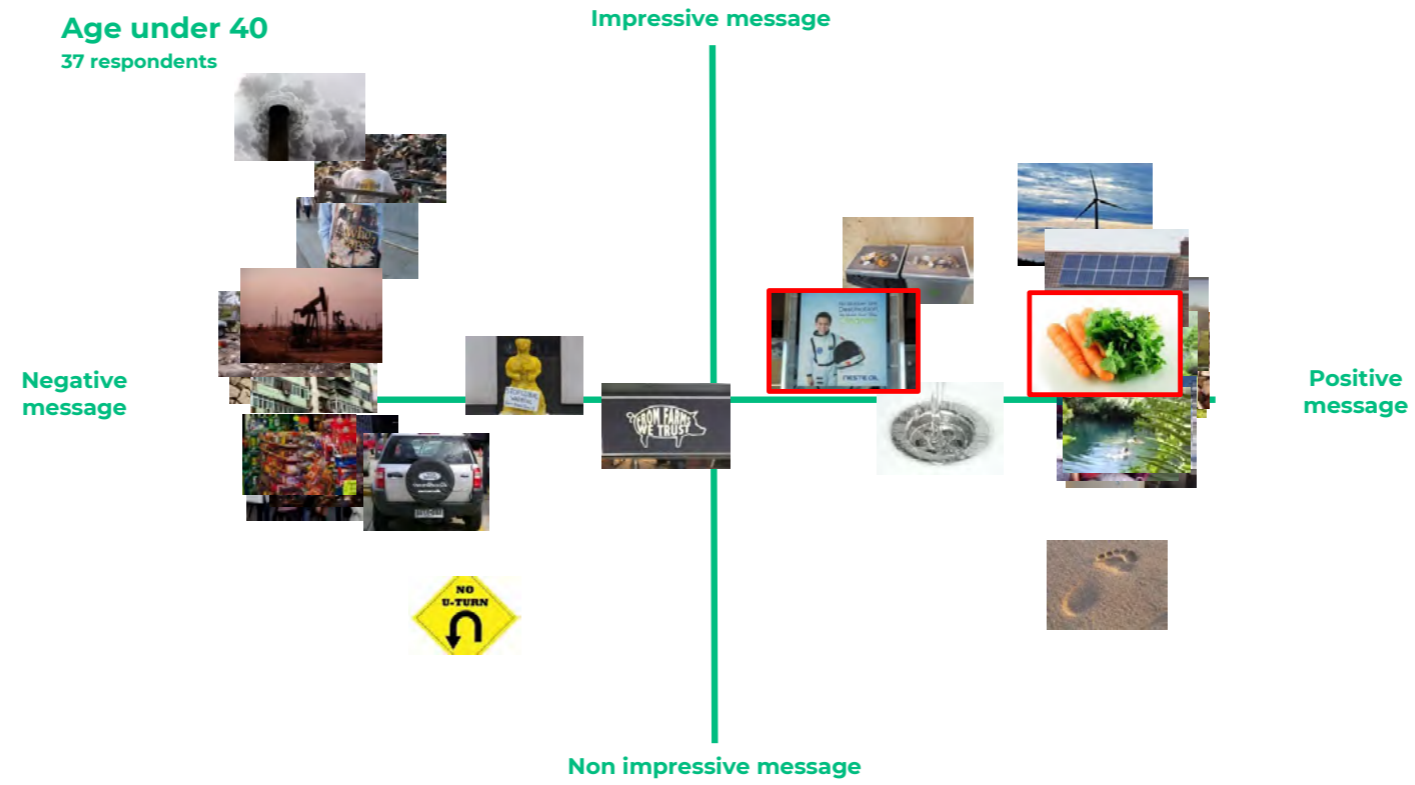 Age under 40
37 respondents
Impressive message
Negative
message
Positive
message
FROM FARMS
WE TRUST
NESTE OIL
NO
U-TURN
Non impressive message